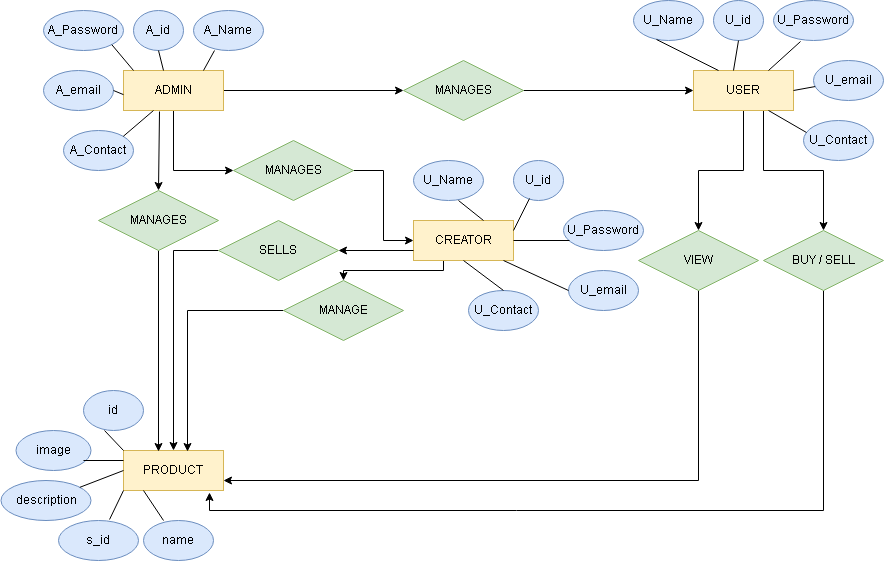 A_Password
A_id
A_Name
U_Name
U_id
U_Password
A_email
ADMIN
MANAGES
USER
U_email
A_Contact
U_Contact
MANAGES
U_Name
U_id
MANAGES
U_Password
SELLS
CREATOR
VIEW
BUY / SELL
U_email
MANAGE
U_Contact
id
image
PRODUCT
description
s_id
name